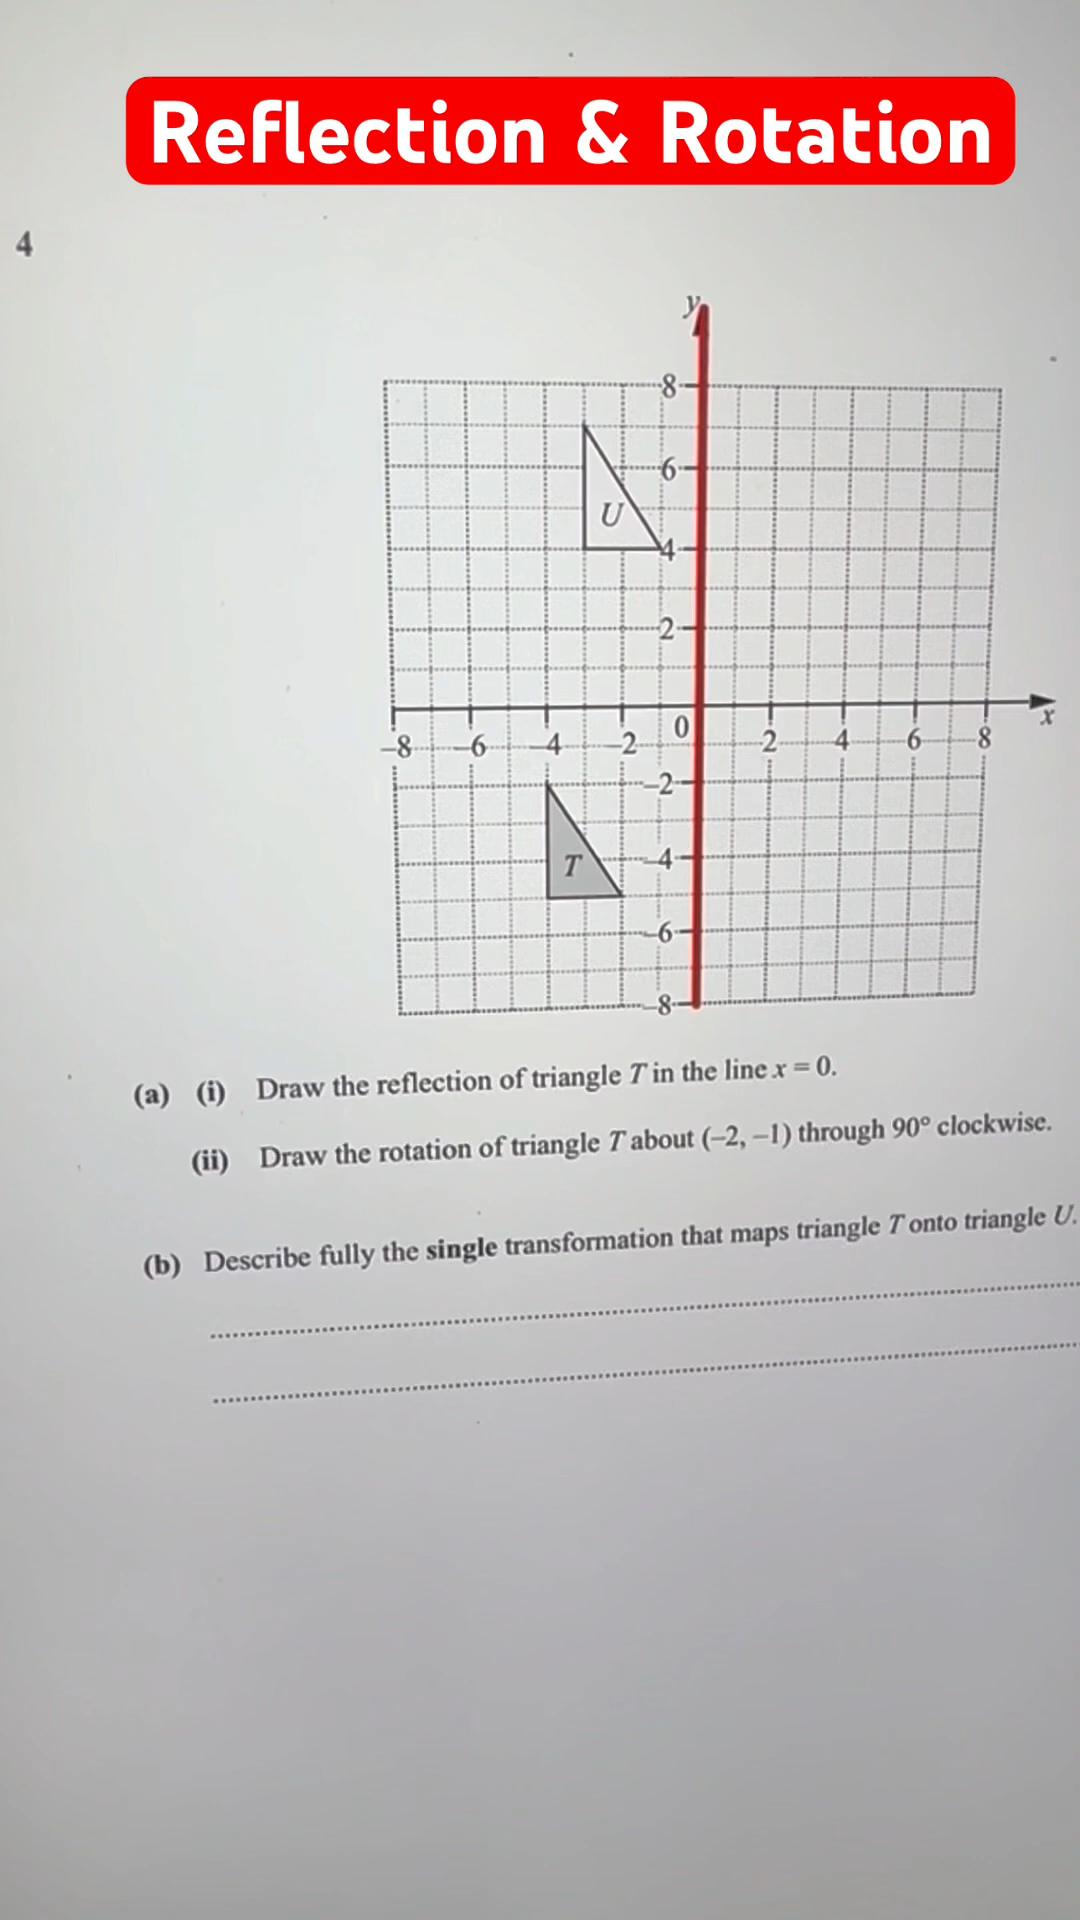 Reflection & Rotation
4
y
8
6
U
4
2
0
x
–8 –6 –4 –2 2 4 6 8
–2
T
–4
–6
–8
(a) (i) Draw the reflection of triangle T in the line x = 0.
(ii) Draw the rotation of triangle T about (–2, –1) through 90° clockwise.
(b) Describe fully the single transformation that maps triangle T onto triangle U.